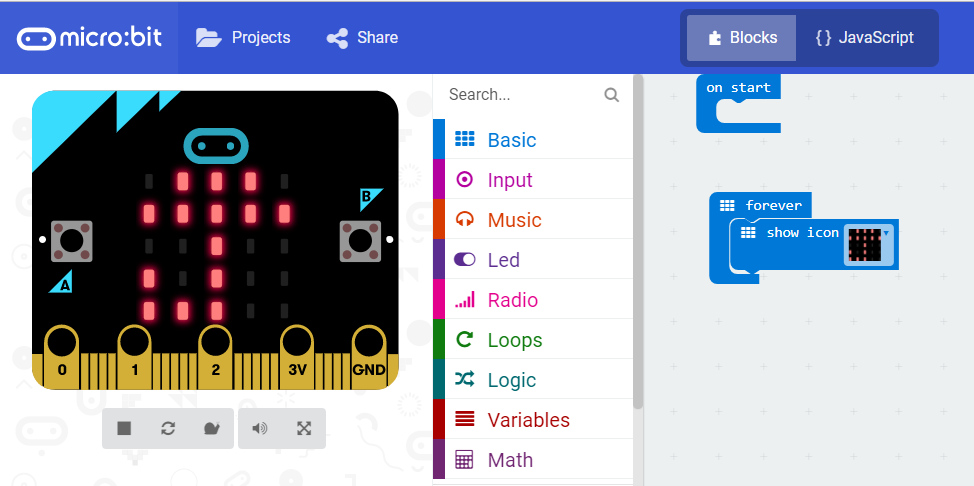 micro:bit
Projects
Share
Blocks
{ } JavaScript
Search...
on start
Basic
Input
B
forever
Music
show icon
Led
A
Radio
Loops
0 1 2 3V GND
Logic
Variables
Math